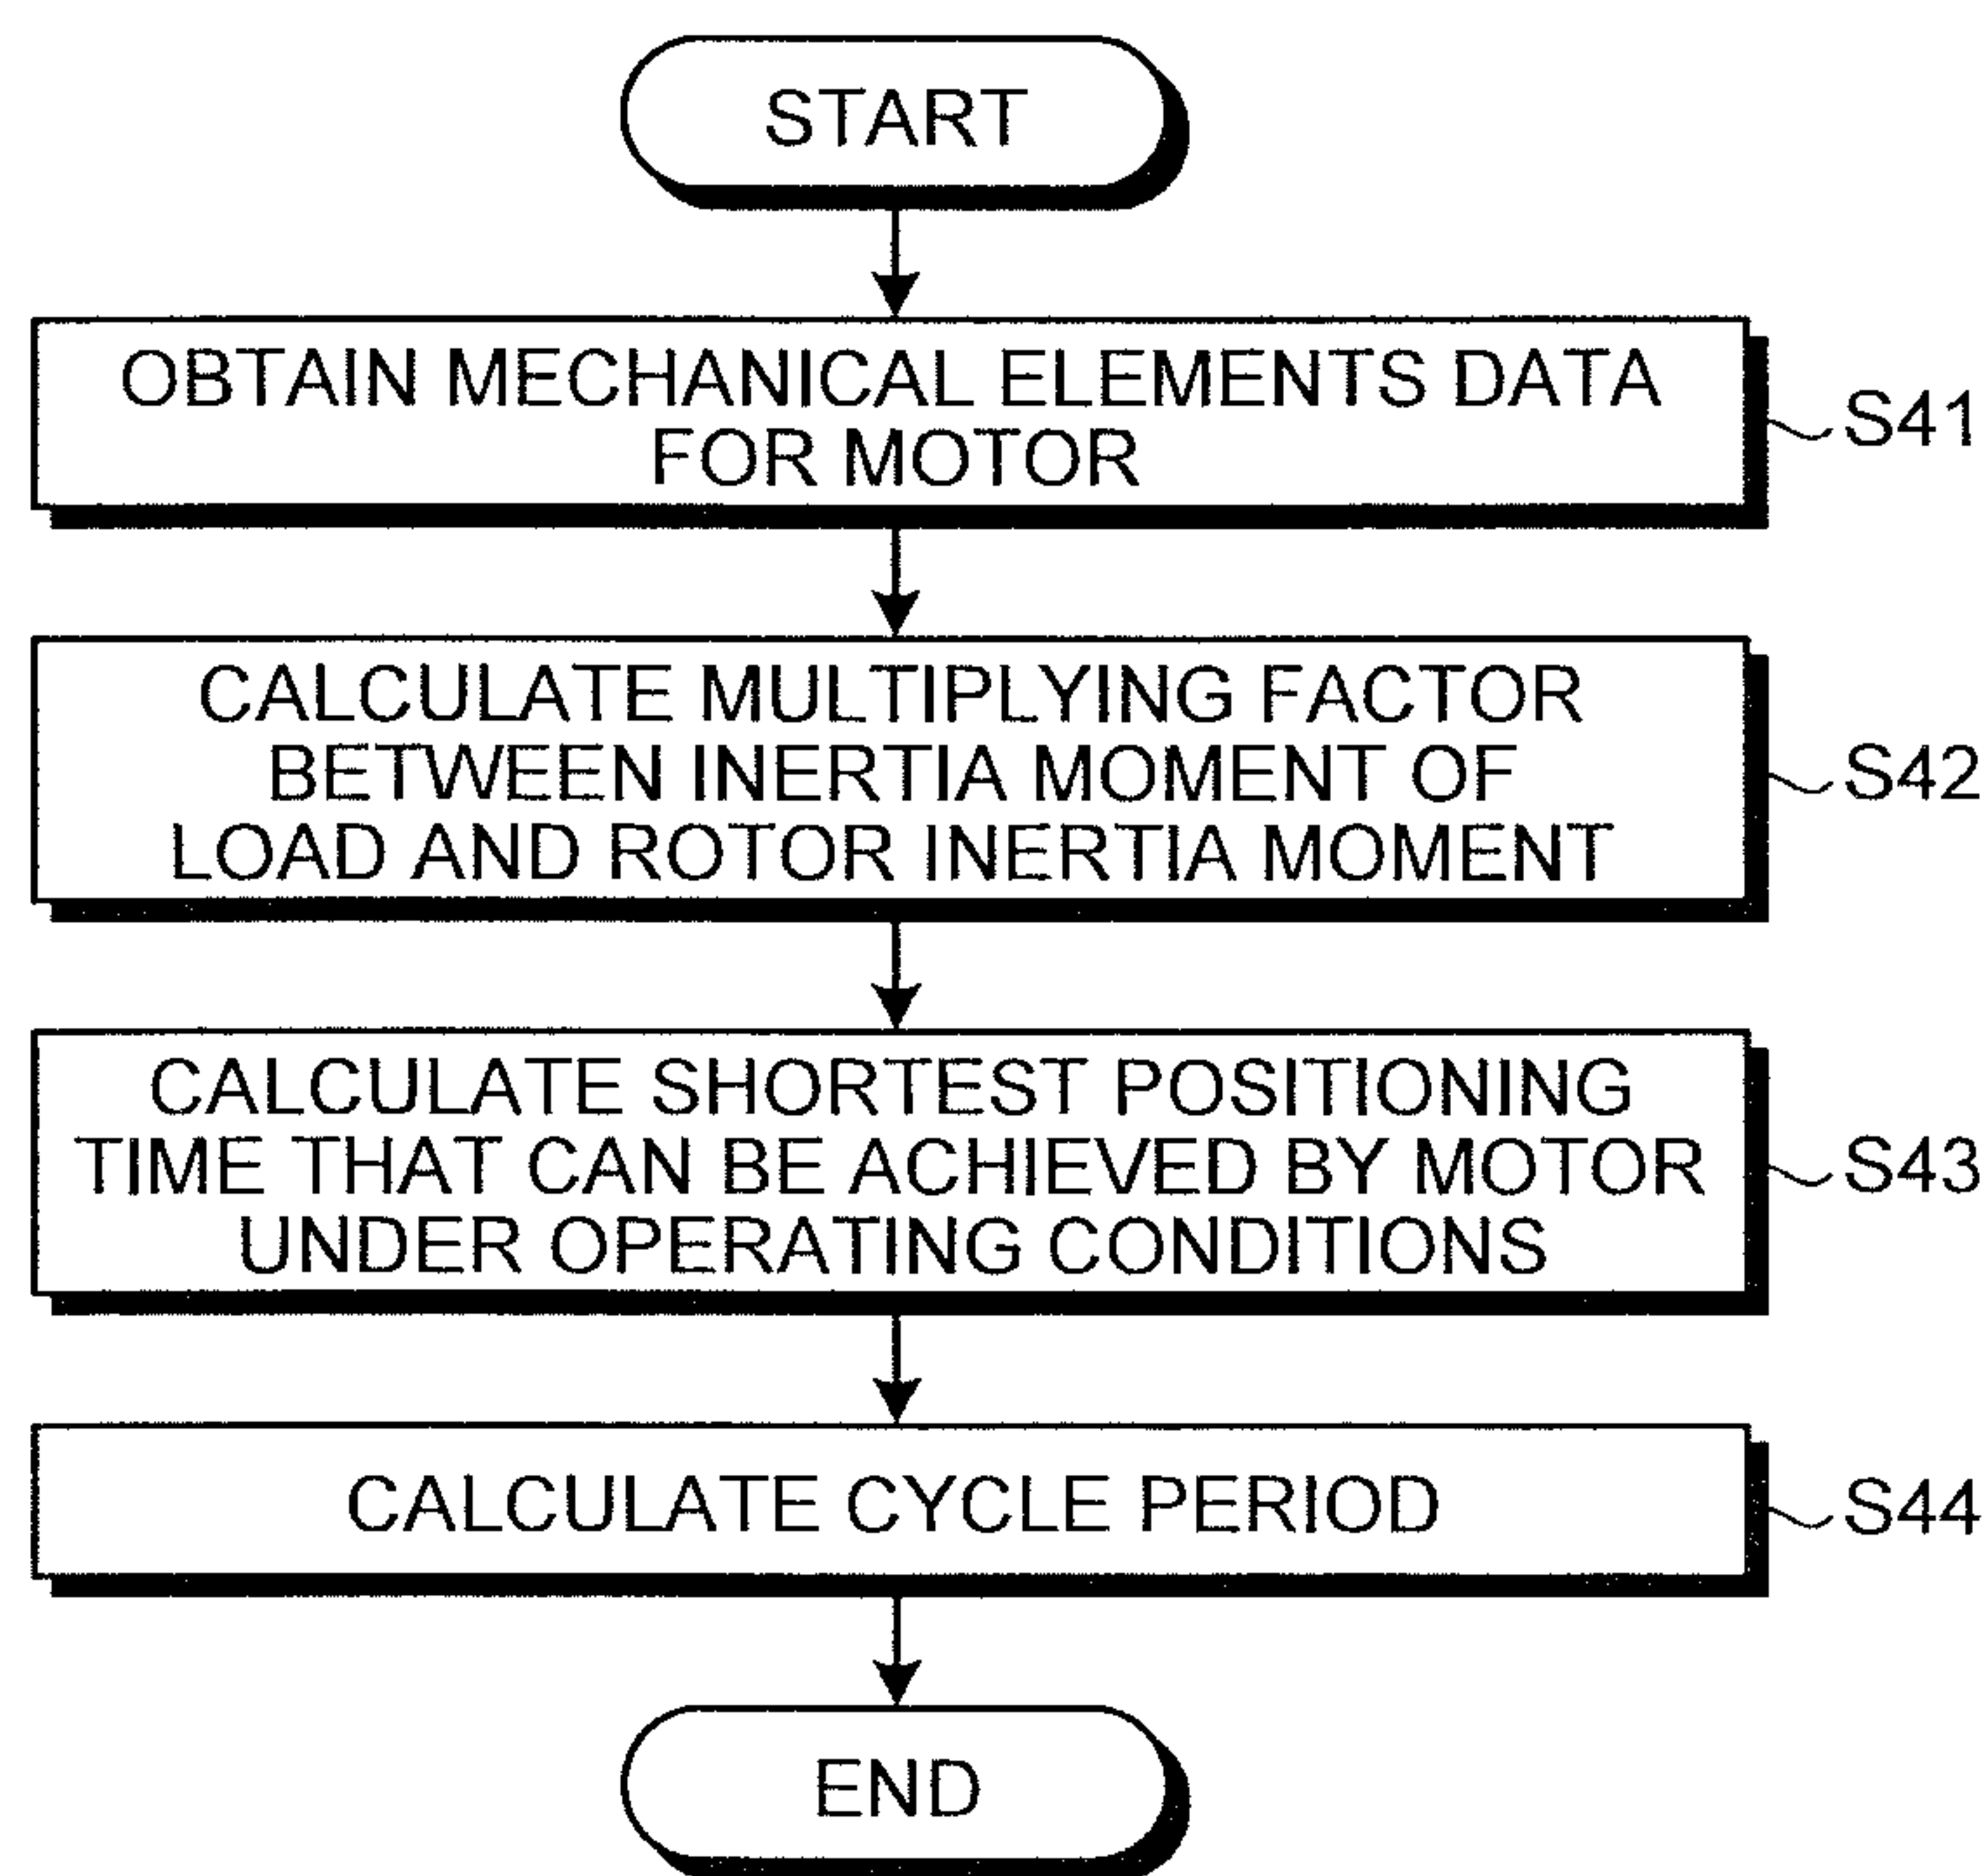 START
OBTAIN MECHANICAL ELEMENTS DATA
FOR MOTOR
S41
CALCULATE MULTIPLYING FACTOR
BETWEEN INERTIA MOMENT OF
LOAD AND ROTOR INERTIA MOMENT
S42
CALCULATE SHORTEST POSITIONING
TIME THAT CAN BE ACHIEVED BY MOTOR
UNDER OPERATING CONDITIONS
S43
CALCULATE CYCLE PERIOD
S44
END